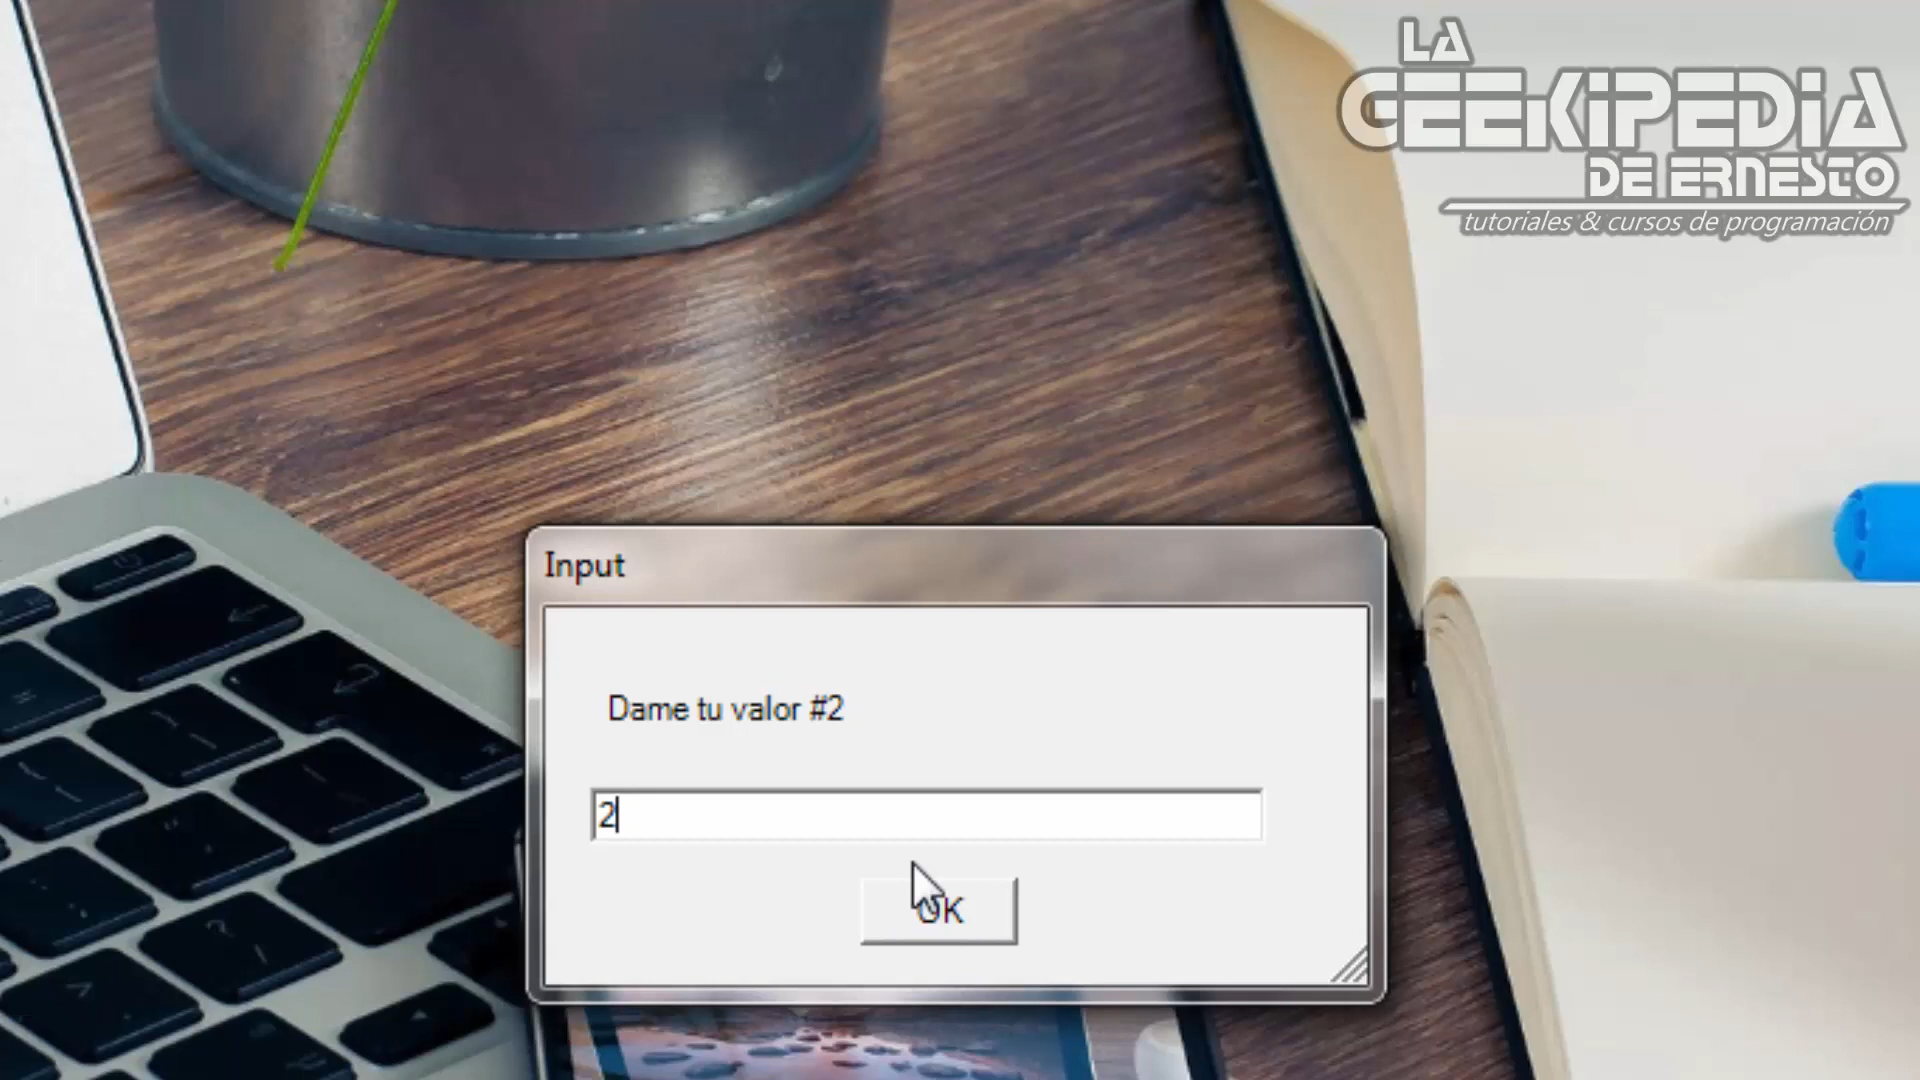 LA
GEEKIPEDIA
DE ERNESTO
tutoriales & cursos de programación
Input
Dame tu valor #2
2
OK